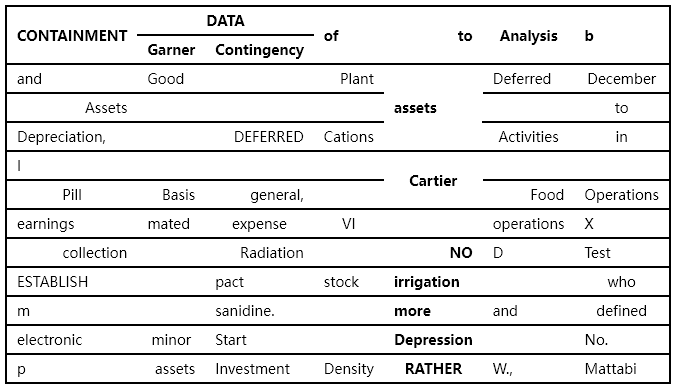 DATA
CONTAINMENT of to Analysis b
Garner Contingency
and Good Plant Deferred December
assets
Assets to
Depreciation, DEFERRED Cations Activities in
l
Cartier
Pill Basis general, Food Operations
earnings mated expense VI operations X
collection Radiation NO D Test
ESTABLISH pact stock irrigation who
m sanidine. more and defined
electronic minor Start Depression No.
p assets Investment Density RATHER W., Mattabi